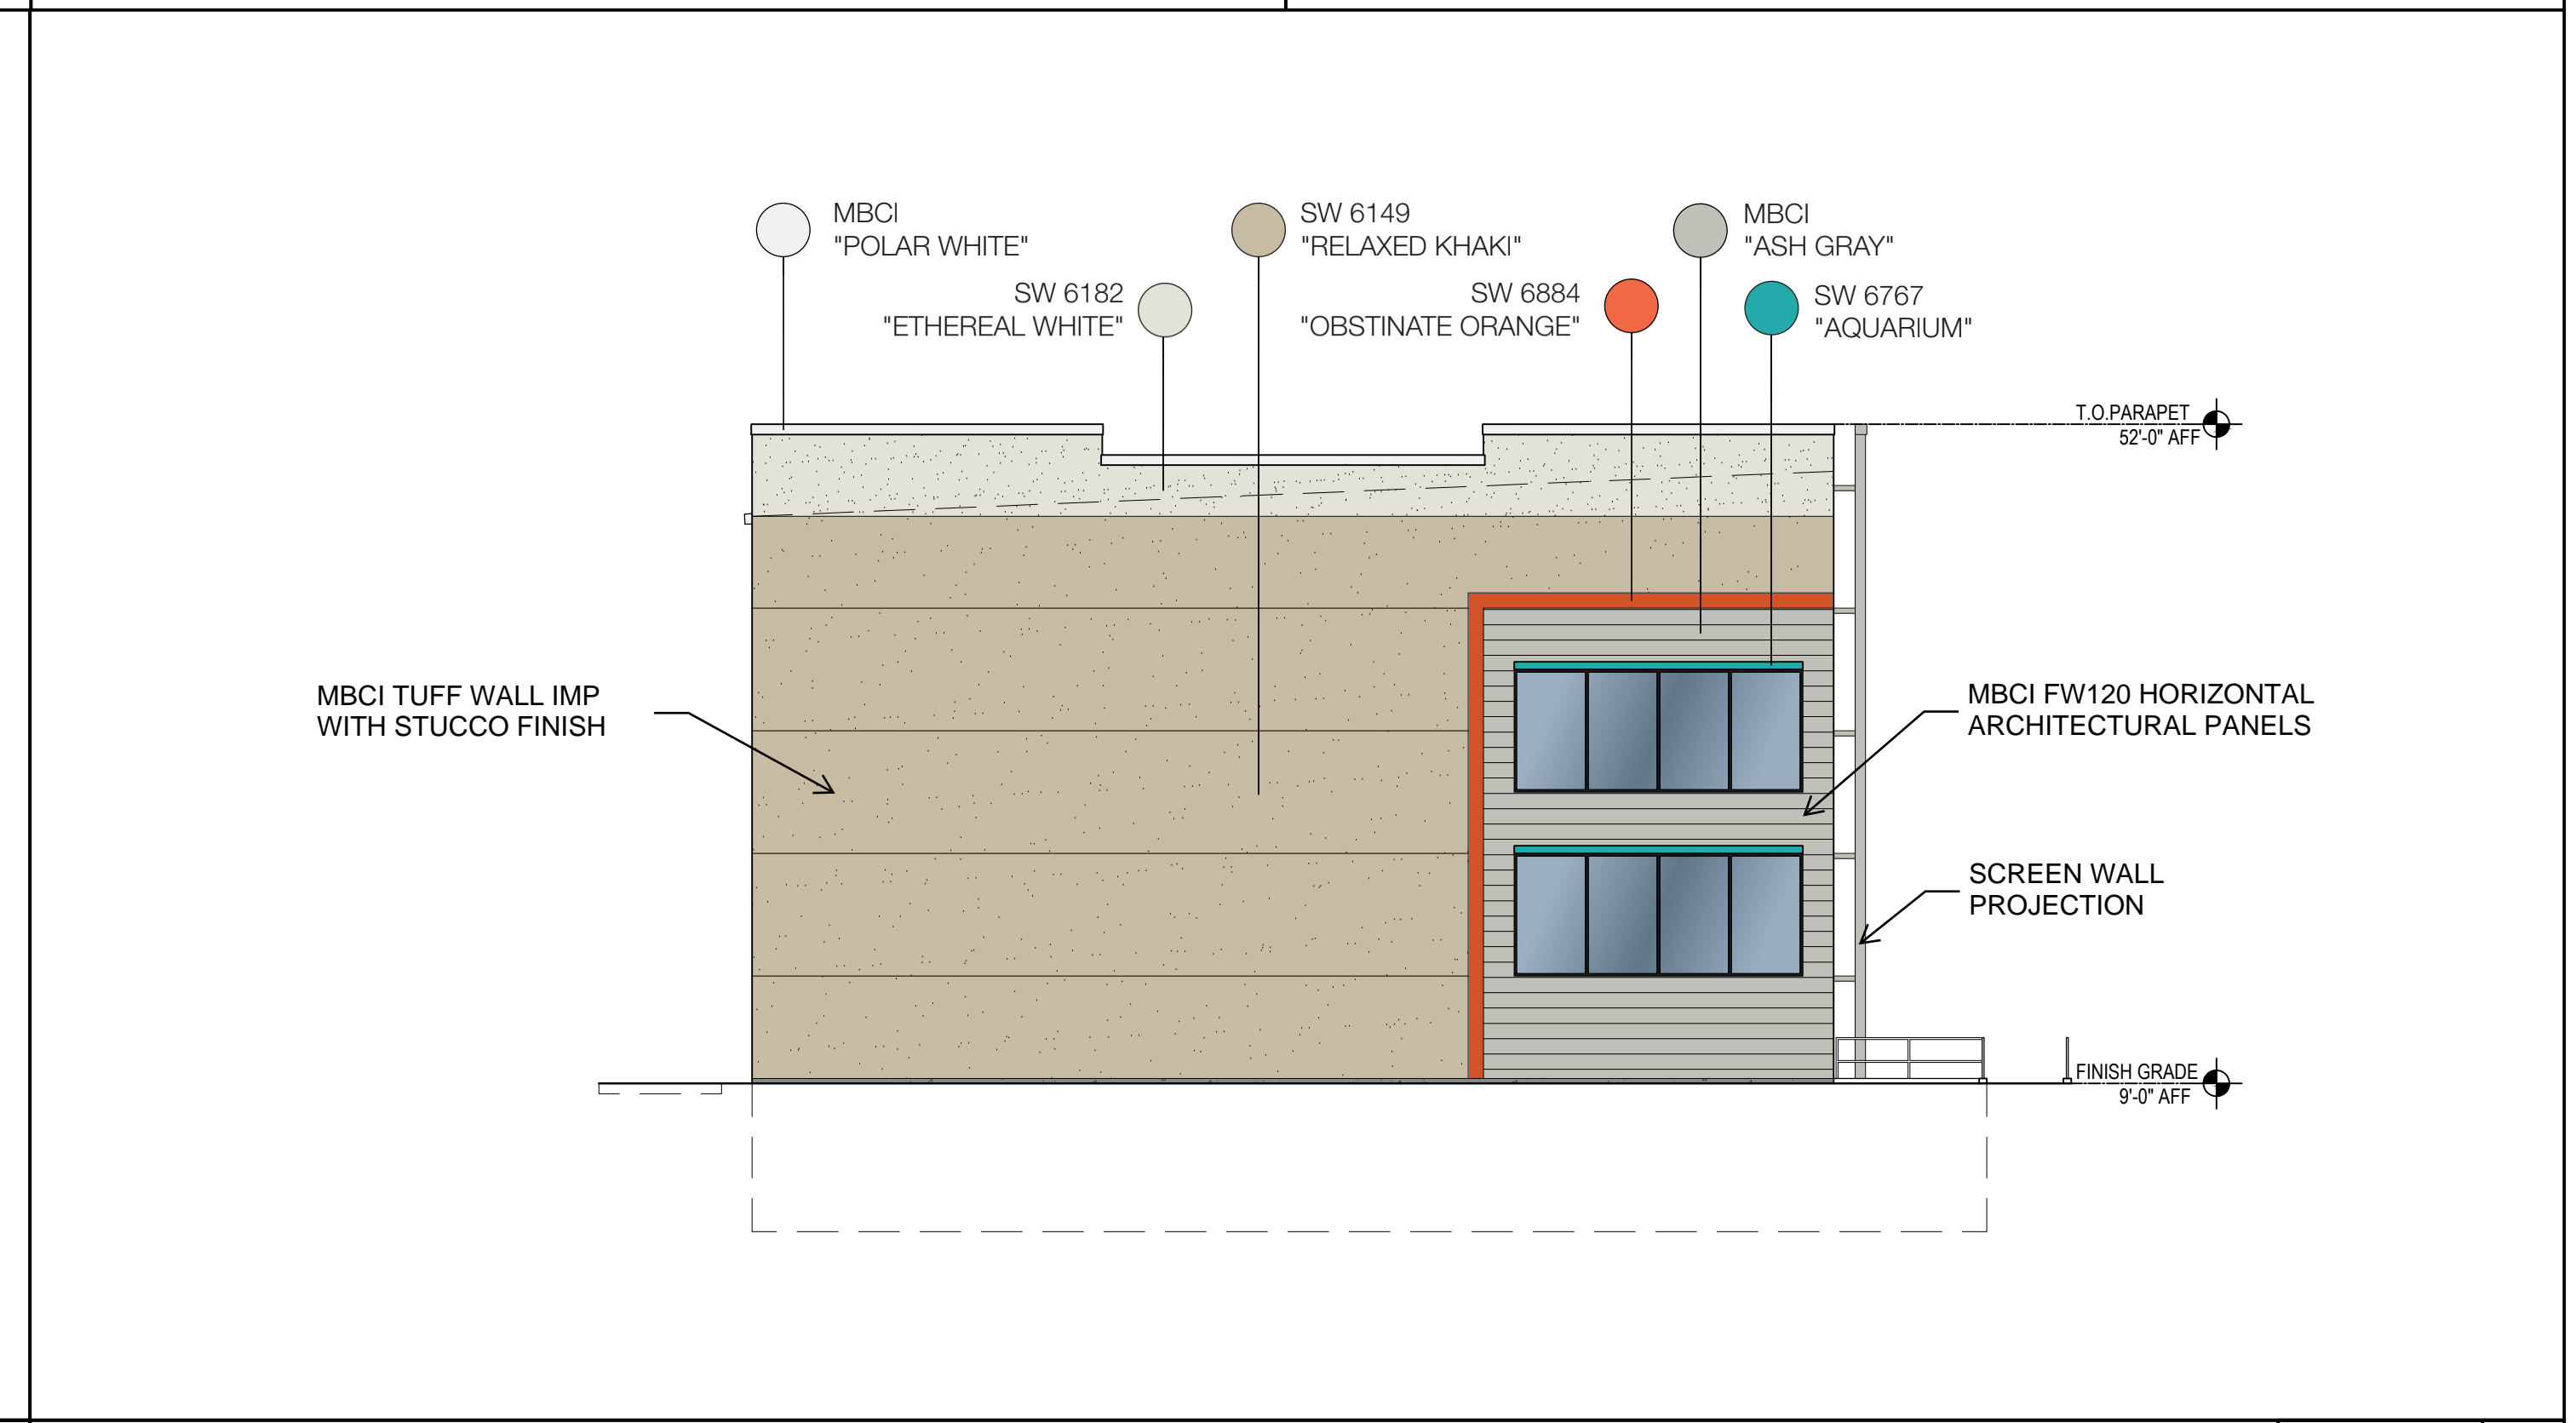 MBCI
"POLAR WHITE"
SW 6182
"ETHEREAL WHITE"
SW 6149
"RELAXED KHAKI"
SW 6884
"OBSTINATE ORANGE"
MBCI
"ASH GRAY"
SW 6767
"AQUARIUM"
T.O.PARAPET
52'-0" AFF
MBCI TUFF WALL IMP
WITH STUCCO FINISH
MBCI FW120 HORIZONTAL
ARCHITECTURAL PANELS
SCREEN WALL
PROJECTION
FINISH GRADE
9'-0" AFF